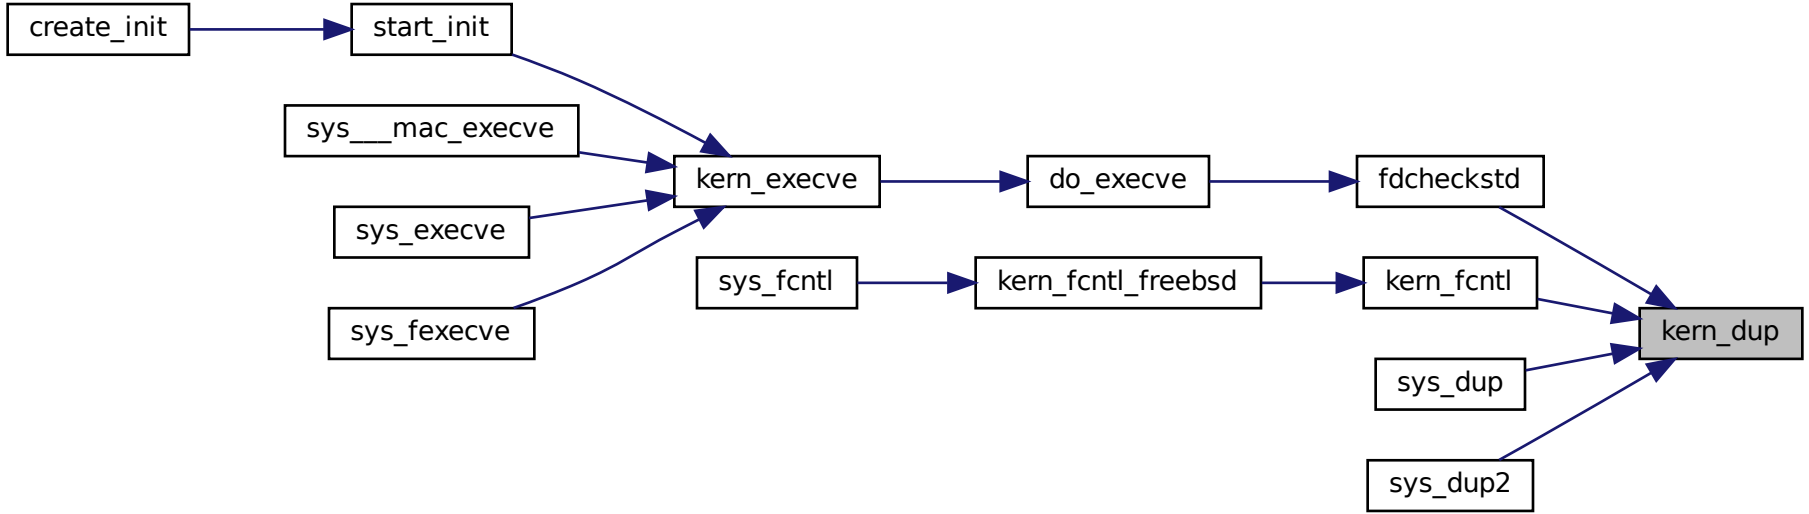 create_init
start_init
sys___mac_execve
kern_execve
do_execve
fdcheckstd
sys_execve
sys_fcntl
kern_fcntl_freebsd
kern_fcntl
sys_fexecve
kern_dup
sys_dup
sys_dup2